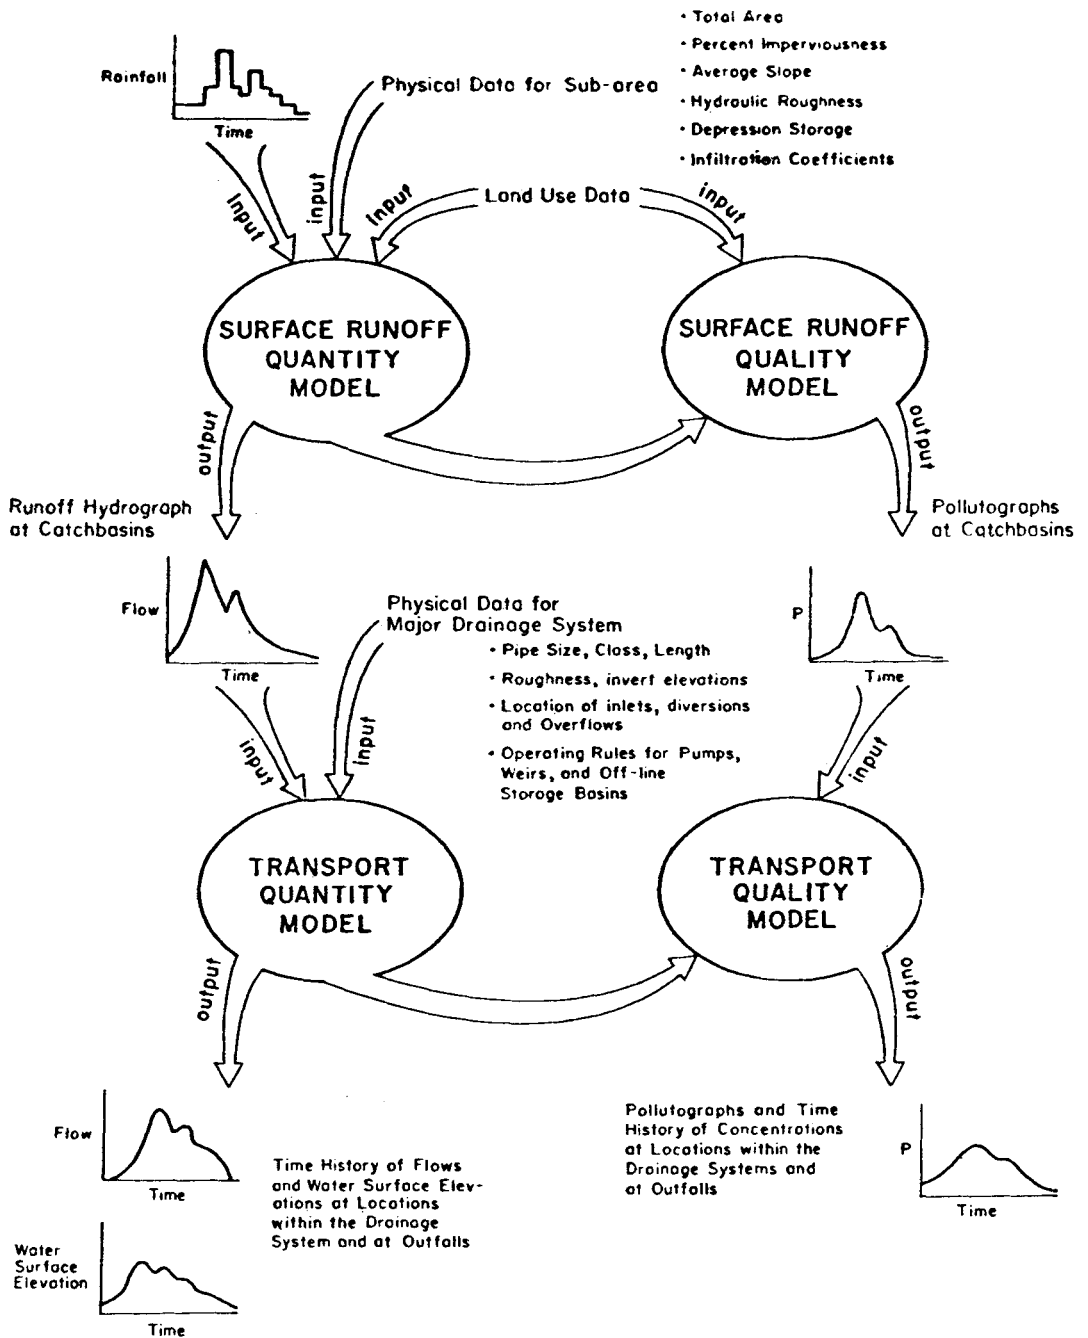 Rainfall
Time
Physical Data for Sub-area
• Total Area
• Percent Imperviousness
• Average Slope
• Hydraulic Roughness
• Depression Storage
• Infiltration Coefficients
Input
input
Input
Land Use Data
input
SURFACE RUNOFF
QUANTITY
MODEL
SURFACE RUNOFF
QUALITY
MODEL
output
output
Runoff Hydrograph
at Catchbasins
Pollutographs
at Catchbasins
Flow
Time
Physical Data for
Major Drainage System
• Pipe Size, Class, Length
• Roughness, invert elevations
• Location of inlets, diversions
and Overflows
• Operating Rules for Pumps,
Weirs, and Off-line
Storage Basins
P
Time
input
Input
input
TRANSPORT
QUANTITY
MODEL
TRANSPORT
QUALITY
MODEL
output
output
Flow
Time
Time History of Flows
and Water Surface Elev-
ations at Locations
within the Drainage
System and at Outfalls
Pollutographs and Time
History of Concentrations
at Locations within the
Drainage Systems and
at Outfalls
P
Time
Water
Surface
Elevation
Time